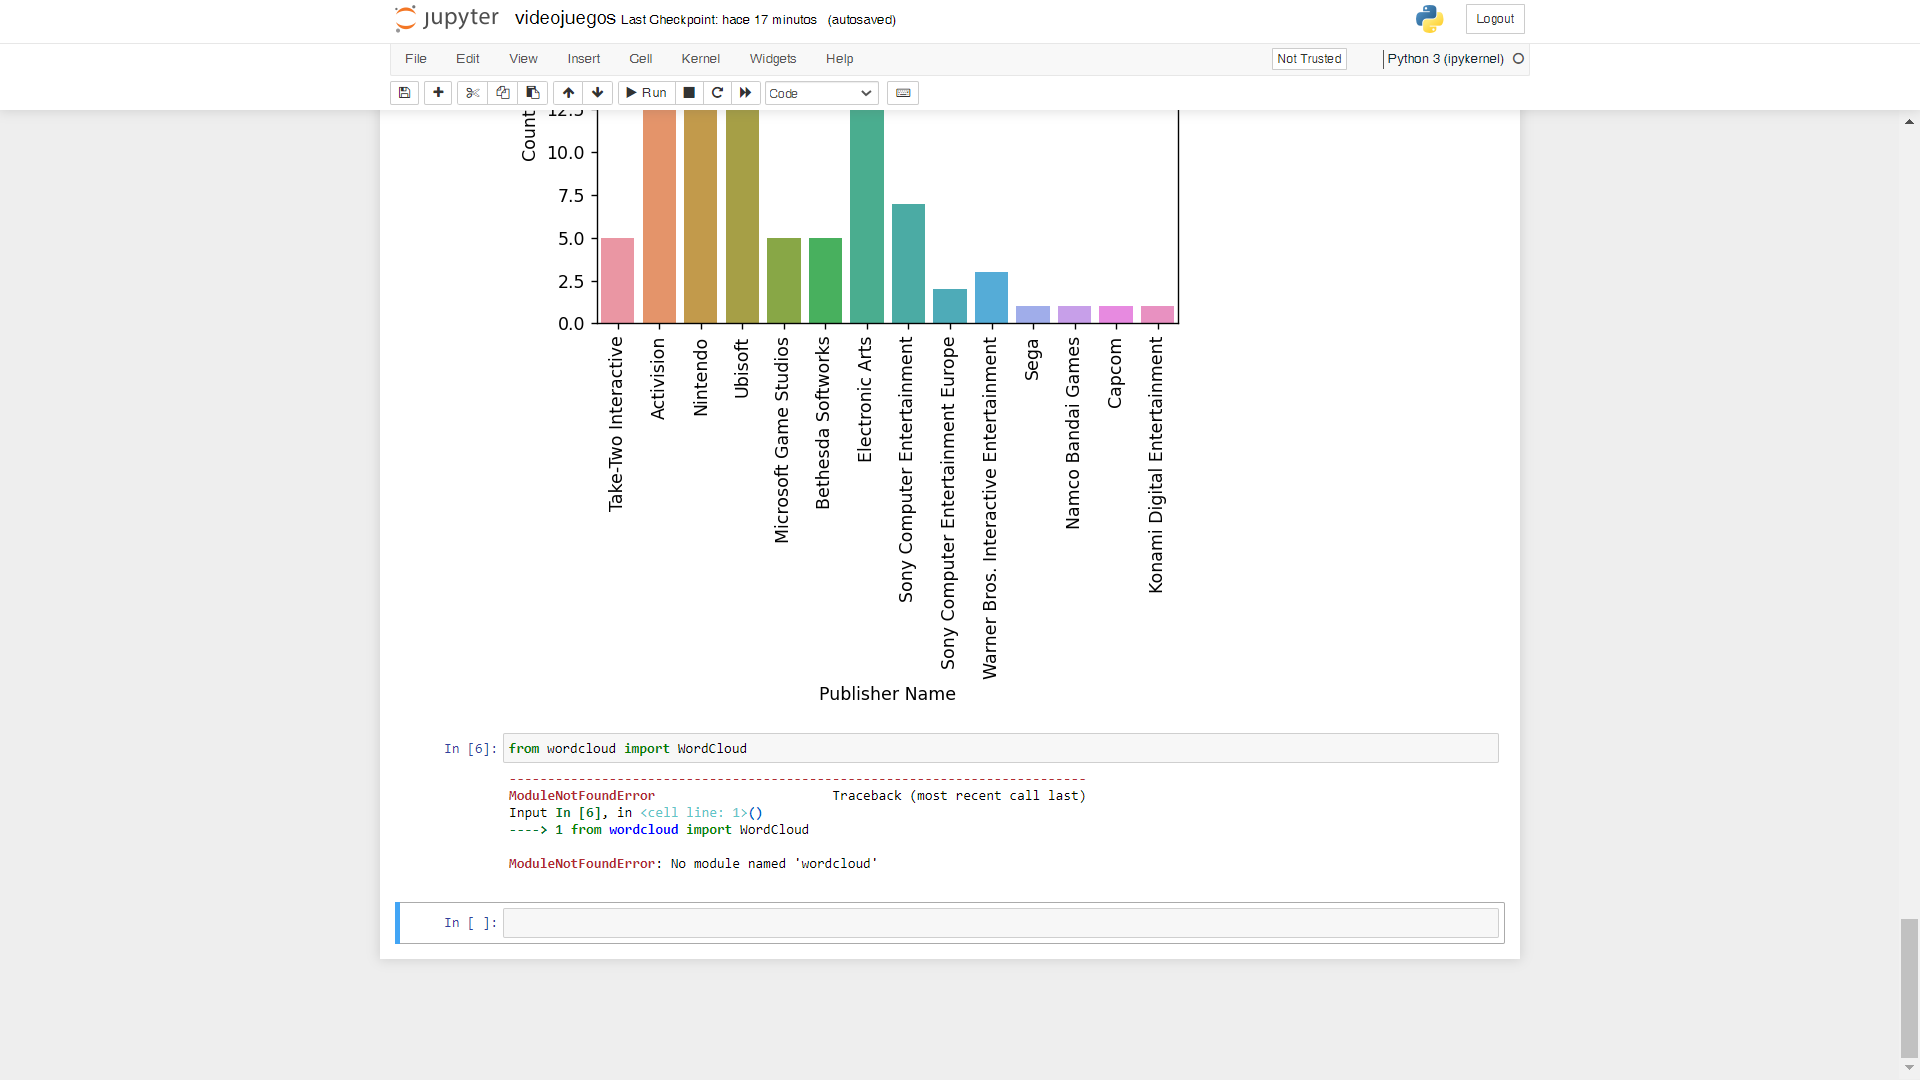 jupyter videojuegos Last Checkpoint: hace 17 minutos (autosaved)
Logout
File Edit View Insert Cell Kernel Widgets Help
Not Trusted
Python 3 (ipykernel)
Run
Code
Count
12.5
10.0
7.5
5.0
2.5
0.0
Take-Two Interactive
Activision
Nintendo
Ubisoft
Microsoft Game Studios
Bethesda Softworks
Electronic Arts
Sony Computer Entertainment
Sony Computer Entertainment Europe
Warner Bros. Interactive Entertainment
Sega
Namco Bandai Games
Capcom
Konami Digital Entertainment
Publisher Name
In [6]: from wordcloud import WordCloud
---------------------------------------------------------------------------
ModuleNotFoundError                       Traceback (most recent call last)
Input In [6], in <cell line: 1>()
----> 1 from wordcloud import WordCloud
ModuleNotFoundError: No module named 'wordcloud'
In [ ]: